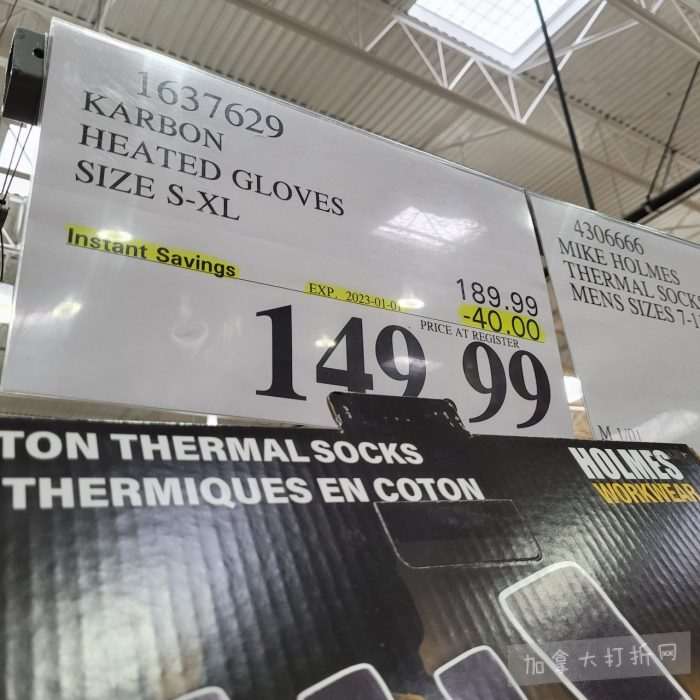 1637629
KARBON
HEATED GLOVES
SIZE S-XL
Instant Savings
EXP. 2023-01-01
189.99
-40.00
PRICE AT REGISTER
149.99
4306666
MIKE HOLMES
THERMAL SOCK
MENS SIZES 7-1
TON THERMAL SOCKS
THERMIQUES EN COTON
HOLMES
WORKWEAR
加拿大打折网